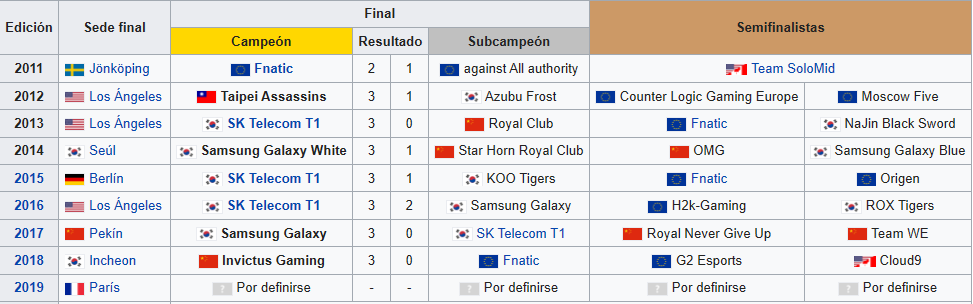 Edición Sede final Final Semifinalistas
Campeón Resultado Subcampeón
2011 Jönköping Fnatic 2 1 against All authority Team SoloMid
2012 Los Ángeles Taipei Assassins 3 1 Azubu Frost Counter Logic Gaming Europe Moscow Five
2013 Los Ángeles SK Telecom T1 3 0 Royal Club Fnatic NaJin Black Sword
2014 Seúl Samsung Galaxy White 3 1 Star Horn Royal Club OMG Samsung Galaxy Blue
2015 Berlín SK Telecom T1 3 1 KOO Tigers Fnatic Origen
2016 Los Ángeles SK Telecom T1 3 2 Samsung Galaxy H2k-Gaming ROX Tigers
2017 Pekín Samsung Galaxy 3 0 SK Telecom T1 Royal Never Give Up Team WE
2018 Incheon Invictus Gaming 3 0 Fnatic G2 Esports Cloud9
2019 París ? Por definirse - - ? Por definirse ? Por definirse ? Por definirse